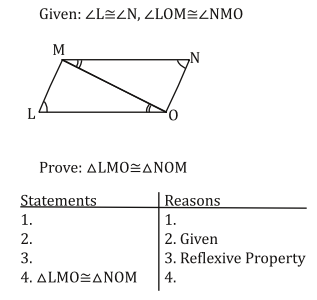 Given: ∠L≅∠N, ∠LOM≅∠NMO
M
N
L
O
Prove: △LMO≅△NOM
Statements Reasons
1. 1.
2. 2. Given
3. 3. Reflexive Property
4. △LMO≅△NOM 4.